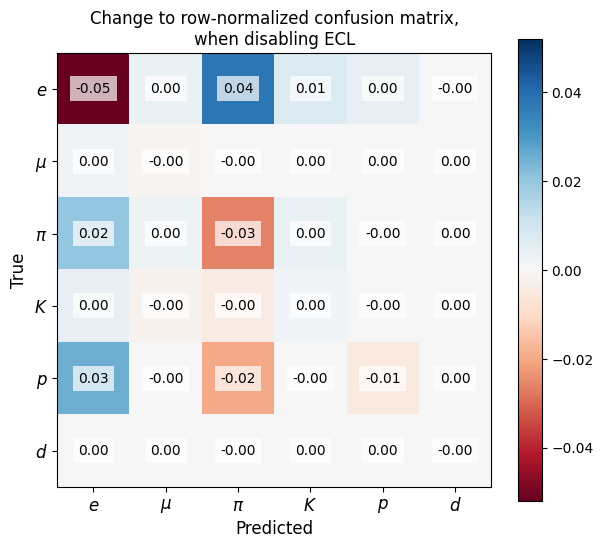 Change to row-normalized confusion matrix,
when disabling ECL
e -0.05 0.00 0.04 0.01 0.00 -0.00
μ 0.00 -0.00 -0.00 0.00 0.00 0.00
π 0.02 0.00 -0.03 0.00 -0.00 0.00
K 0.00 -0.00 -0.00 0.00 -0.00 0.00
p 0.03 -0.00 -0.02 -0.00 -0.01 0.00
d 0.00 0.00 -0.00 0.00 0.00 -0.00
e μ π K p d
Predicted
True
0.04
0.02
0.00
−0.02
−0.04